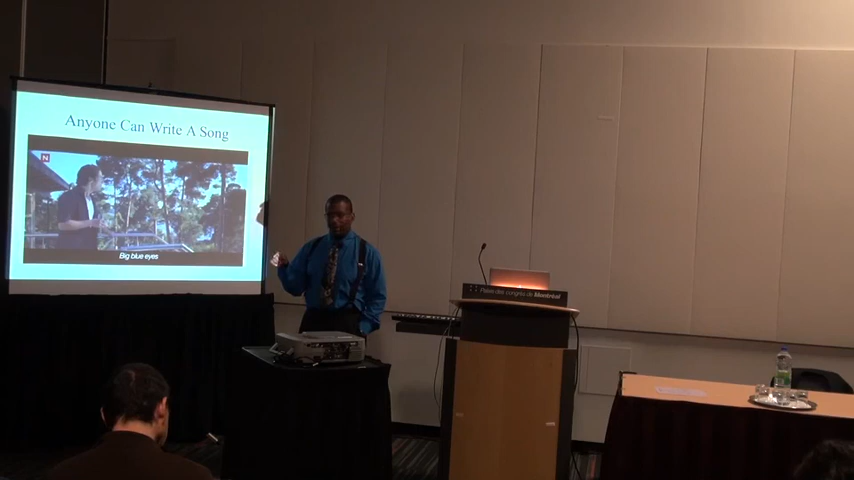 Anyone Can Write A Song
N
Big blue eyes
Palais des congrès de Montréal